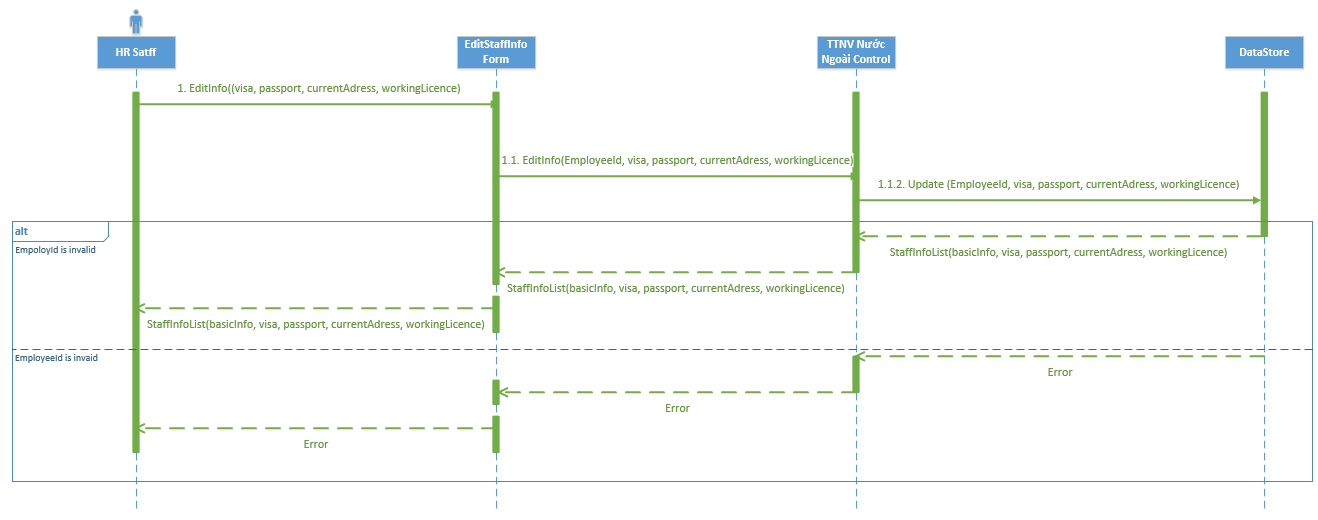 HR Satff
EditStaffInfo
Form
TTNV Nước
Ngoài Control
DataStore
1. EditInfo((visa, passport, currentAdress, workingLicence)
1.1. EditInfo(EmployeeId, visa, passport, currentAdress, workingLicence)
1.1.2. Update (EmployeeId, visa, passport, currentAdress, workingLicence)
alt
EmpoloyId is invalid
StaffInfoList(basicInfo, visa, passport, currentAdress, workingLicence)
StaffInfoList(basicInfo, visa, passport, currentAdress, workingLicence)
StaffInfoList(basicInfo, visa, passport, currentAdress, workingLicence)
EmployeeId is invaid
Error
Error
Error